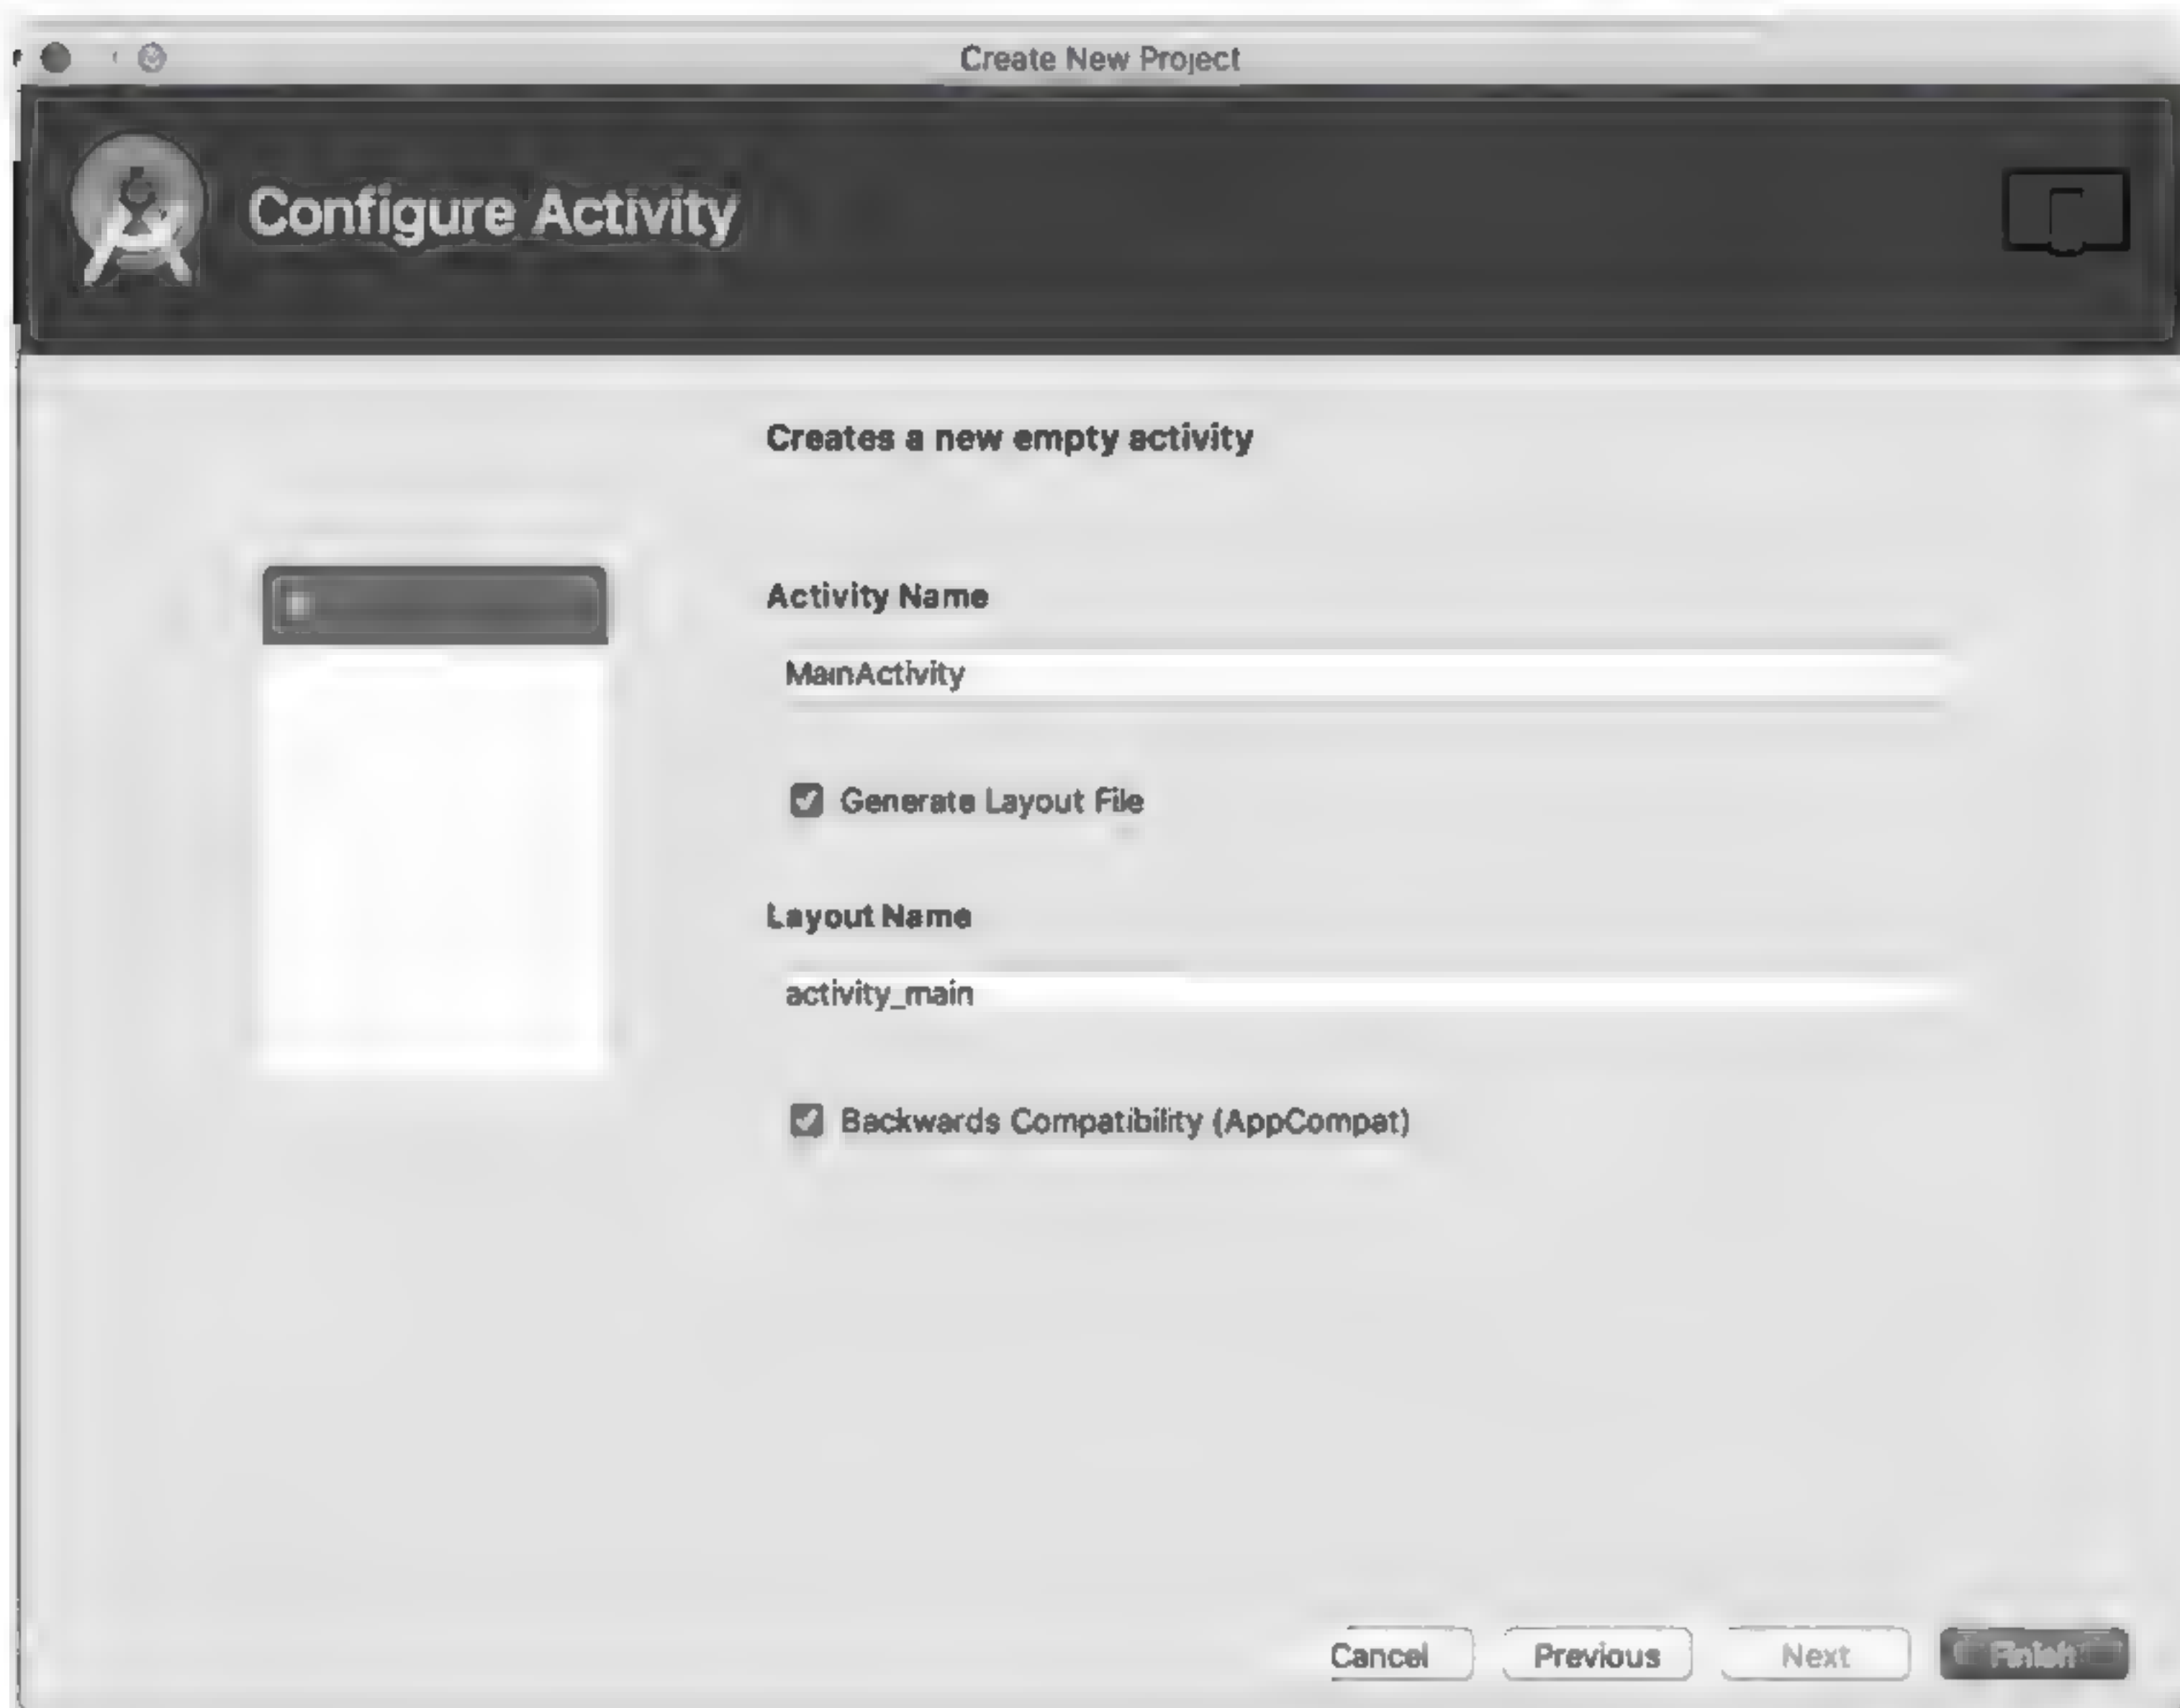 Create New Project
Configure Activity
Creates a new empty activity
Activity Name
MainActivity
Generate Layout File
Layout Name
activity_main
Backwards Compatibility (AppCompat)
Cancel Previous Next Finish